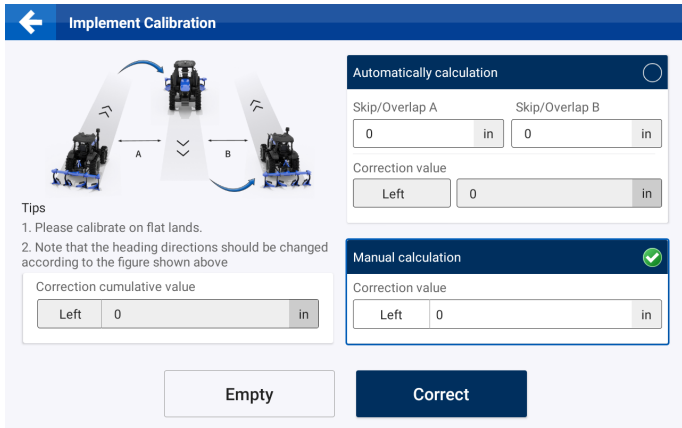 Implement Calibration
A
B
Tips
1. Please calibrate on flat lands.
2. Note that the heading directions should be changed
according to the figure shown above
Correction cumulative value
Left 0 in
Automatically calculation
Skip/Overlap A Skip/Overlap B
0 in 0 in
Correction value
Left 0 in
Manual calculation
Correction value
Left 0 in
Empty Correct